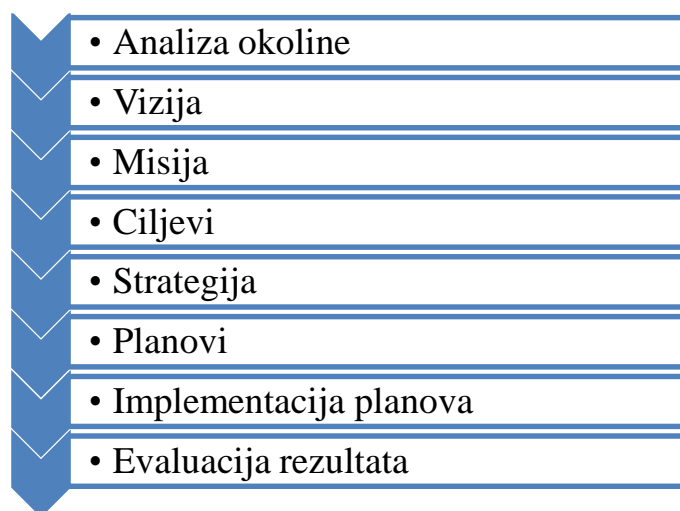 • Analiza okoline
• Vizija
• Misija
• Ciljevi
• Strategija
• Planovi
• Implementacija planova
• Evaluacija rezultata